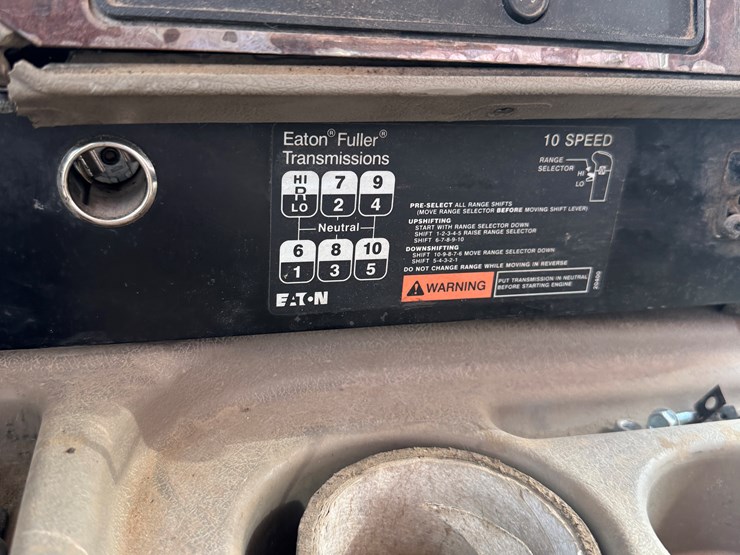 Eaton® Fuller®
Transmissions
10 SPEED
RANGE
SELECTOR
HI
LO
HI 7 9
R
LO 2 4
Neutral
6 8 10
1 3 5
EATON
PRE-SELECT ALL RANGE SHIFTS
(MOVE RANGE SELECTOR BEFORE MOVING SHIFT LEVER)
UPSHIFTING
START WITH RANGE SELECTOR DOWN
SHIFT 1-2-3-4-5 RAISE RANGE SELECTOR
SHIFT 6-7-8-9-10
DOWNSHIFTING
SHIFT 10-9-8-7-6 MOVE RANGE SELECTOR DOWN
SHIFT 5-4-3-2-1
DO NOT CHANGE RANGE WHILE MOVING IN REVERSE
WARNING
PUT TRANSMISSION IN NEUTRAL
BEFORE STARTING ENGINE